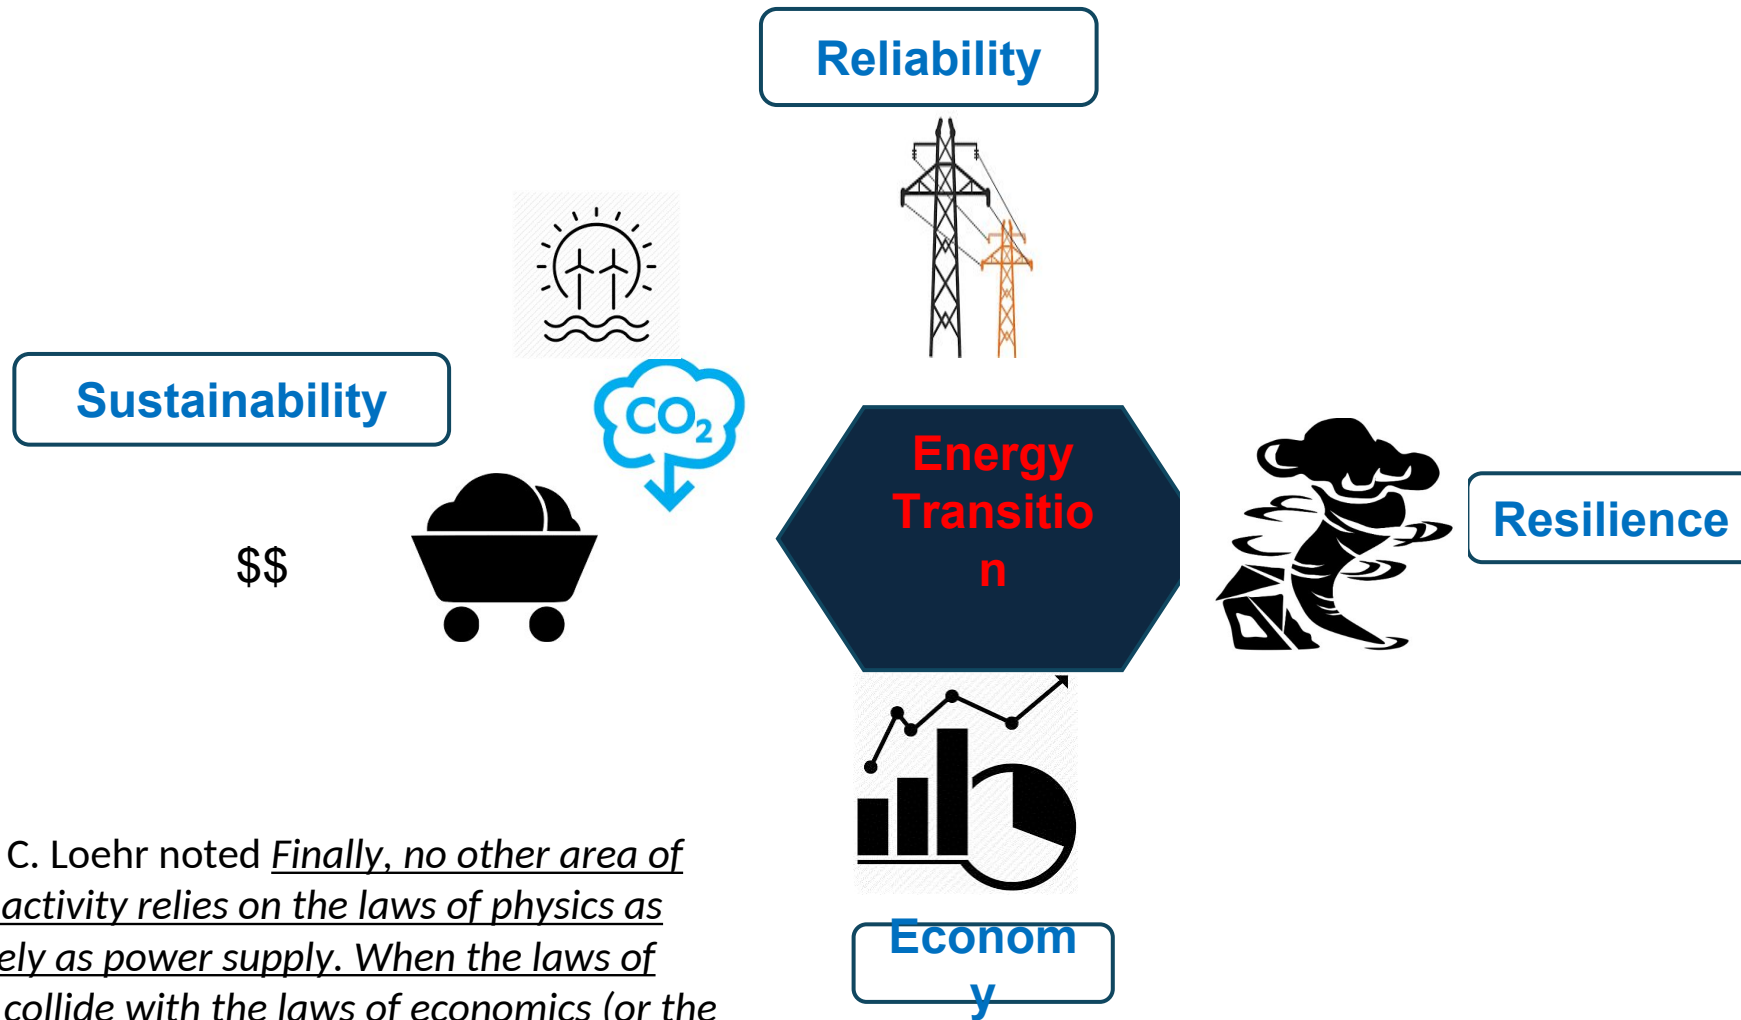 Reliability
Sustainability
CO₂
Energy
Transitio
n
Resilience
$$
C. Loehr noted Finally, no other area of
activity relies on the laws of physics as
ely as power supply. When the laws of
collide with the laws of economics (or the
Econom
y